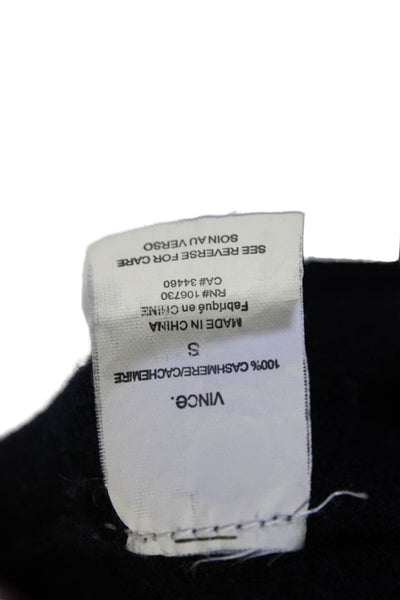 VINCE.
100% CASHMERE/CACHEMIRE
S
MADE IN CHINA
Fabriqué en CHINE
RN# 106730
CA# 34460
SEE REVERSE FOR CARE
SOIN AU VERSO